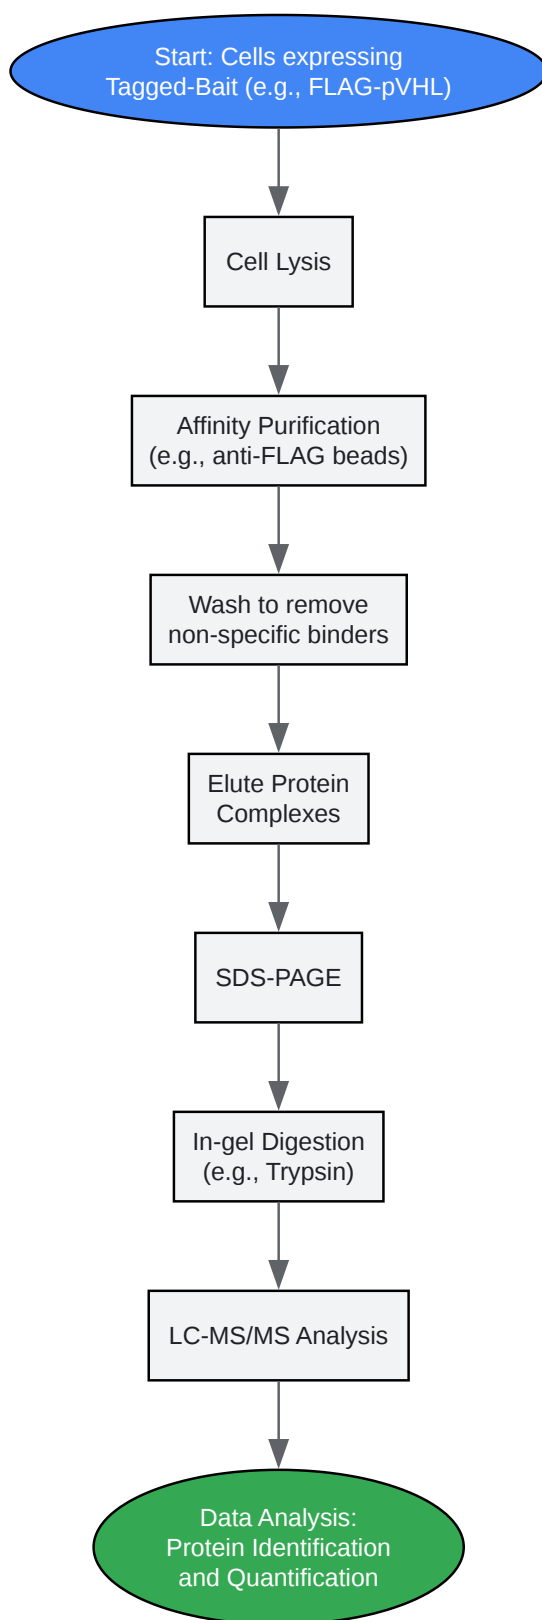 Start: Cells expressing
Tagged-Bait (e.g., FLAG-pVHL)
Cell Lysis
Affinity Purification
(e.g., anti-FLAG beads)
Wash to remove
non-specific binders
Elute Protein
Complexes
SDS-PAGE
In-gel Digestion
(e.g., Trypsin)
LC-MS/MS Analysis
Data Analysis:
Protein Identification
and Quantification